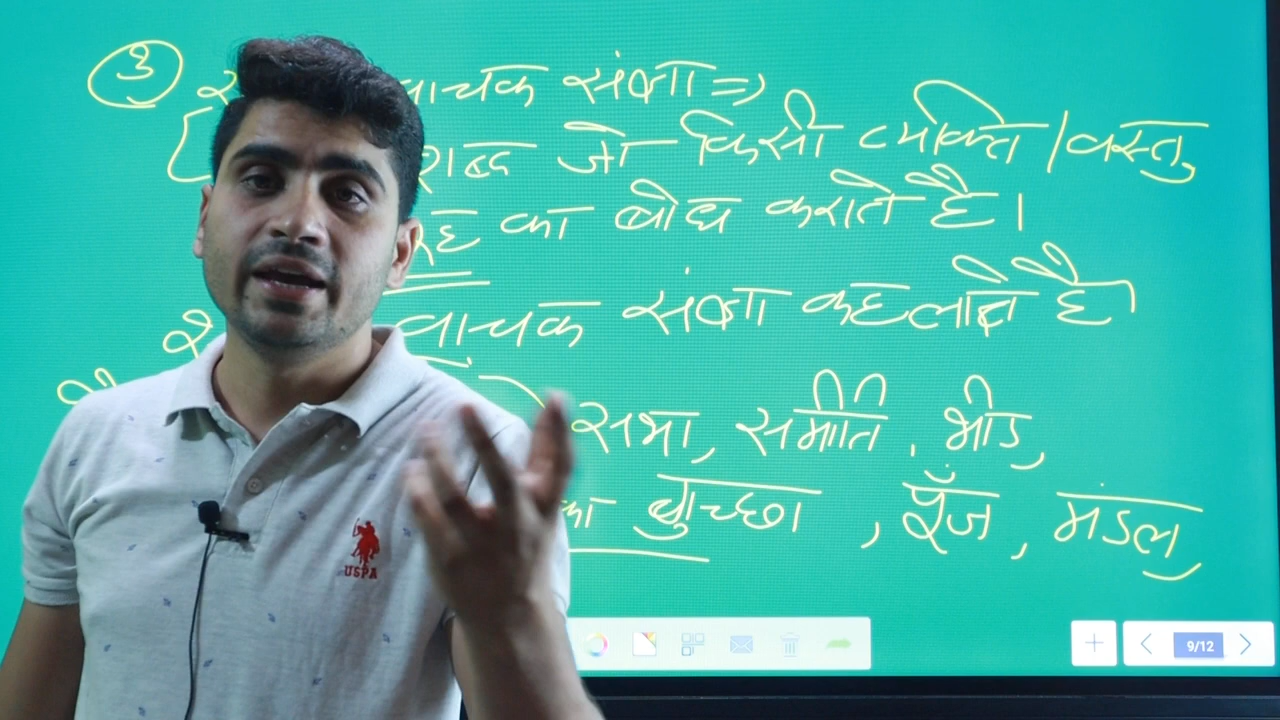 ③ वाचक संज्ञा ⇒
शब्द जो किसी व्यक्ति/वस्तु
का बोध कराते है।
वाचक संज्ञा कहलाते है
सभा, समीति, भीड,
का गुच्छा, पूँज, मंडल,
USPA
9/12